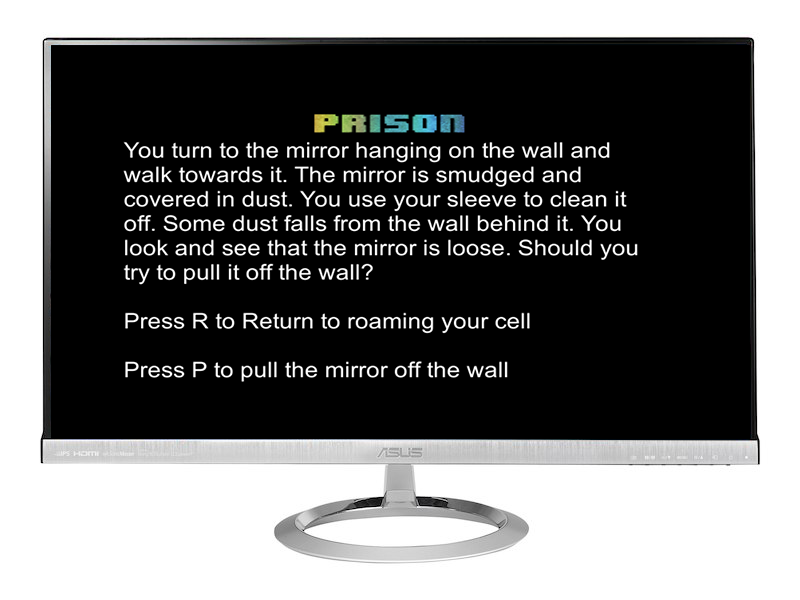 PRISON
You turn to the mirror hanging on the wall and
walk towards it. The mirror is smudged and
covered in dust. You use your sleeve to clean it
off. Some dust falls from the wall behind it. You
look and see that the mirror is loose. Should you
try to pull it off the wall?
Press R to Return to roaming your cell
Press P to pull the mirror off the wall
IPS HDMI
ASUS